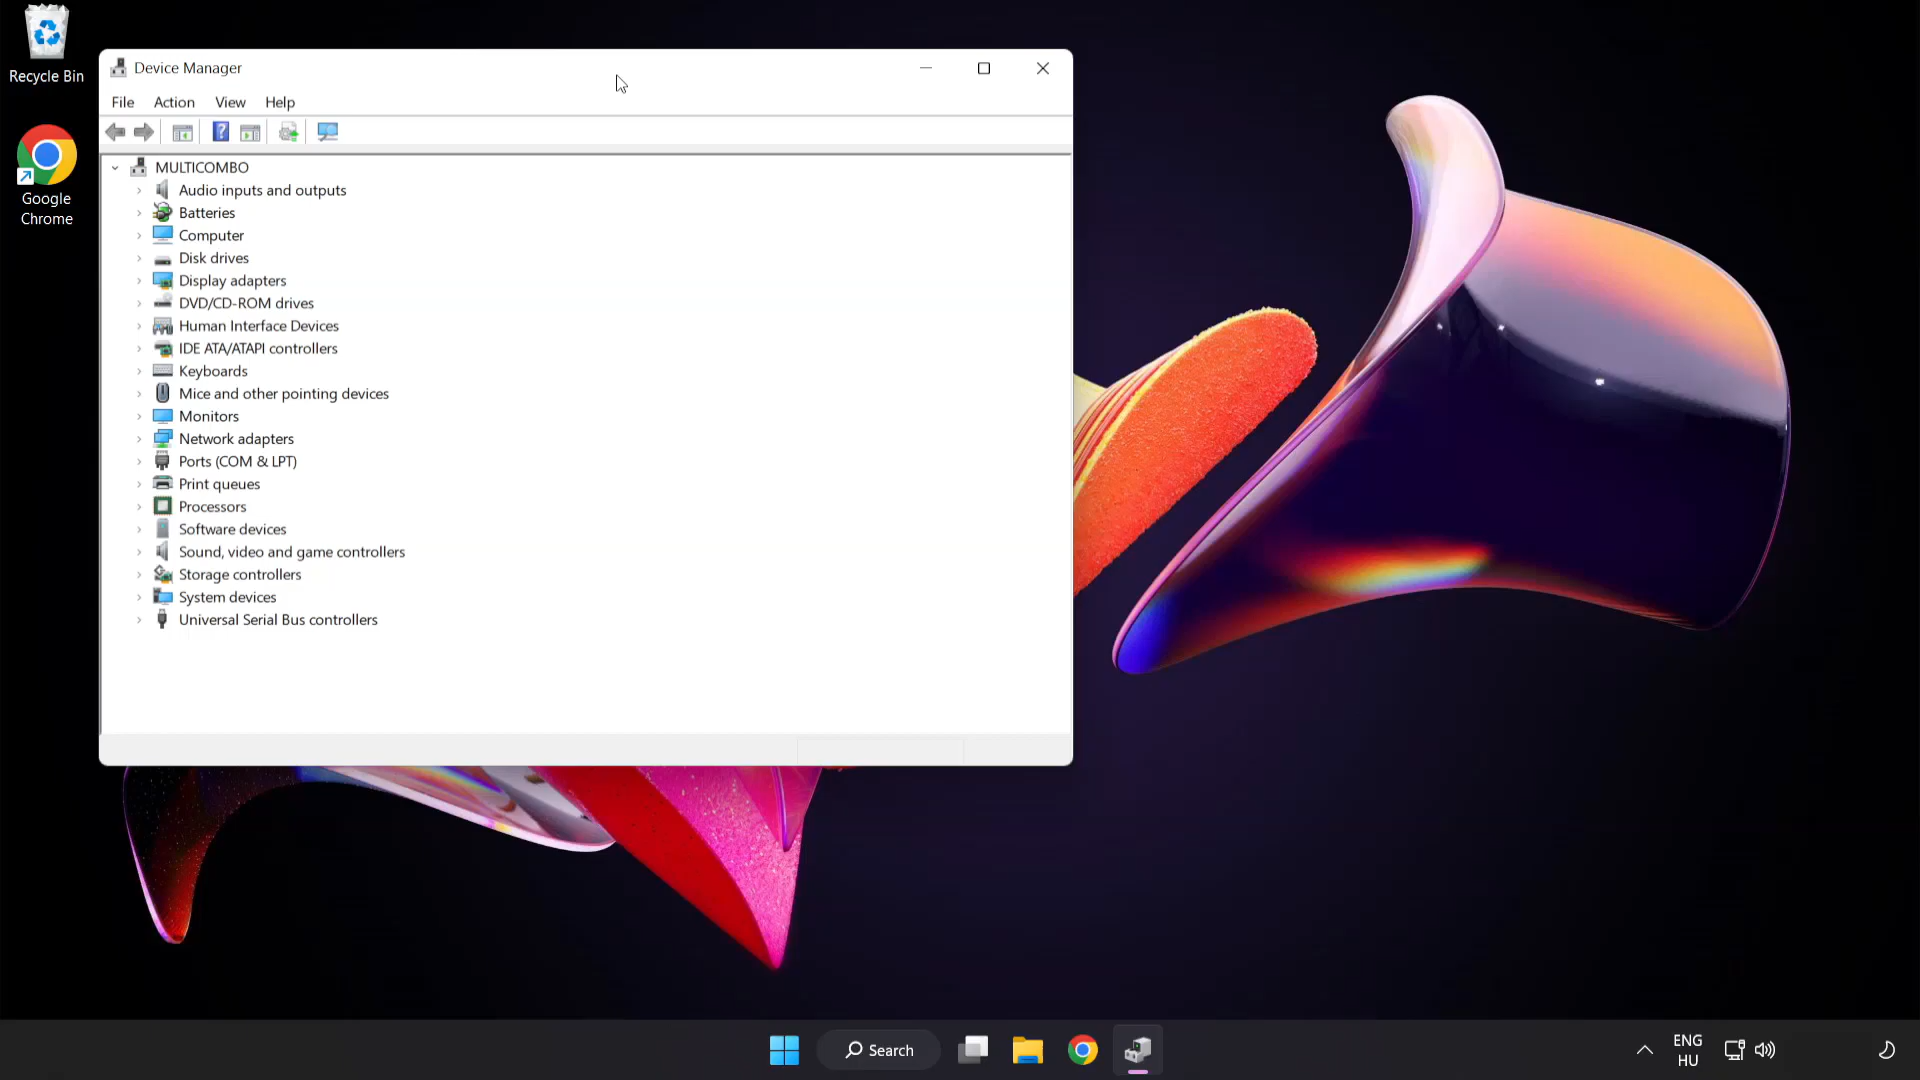 Recycle Bin
Google
Chrome
Device Manager
File Action View Help
MULTICOMBO
Audio inputs and outputs
Batteries
Computer
Disk drives
Display adapters
DVD/CD-ROM drives
Human Interface Devices
IDE ATA/ATAPI controllers
Keyboards
Mice and other pointing devices
Monitors
Network adapters
Ports (COM & LPT)
Print queues
Processors
Software devices
Sound, video and game controllers
Storage controllers
System devices
Universal Serial Bus controllers
Search
ENG
HU